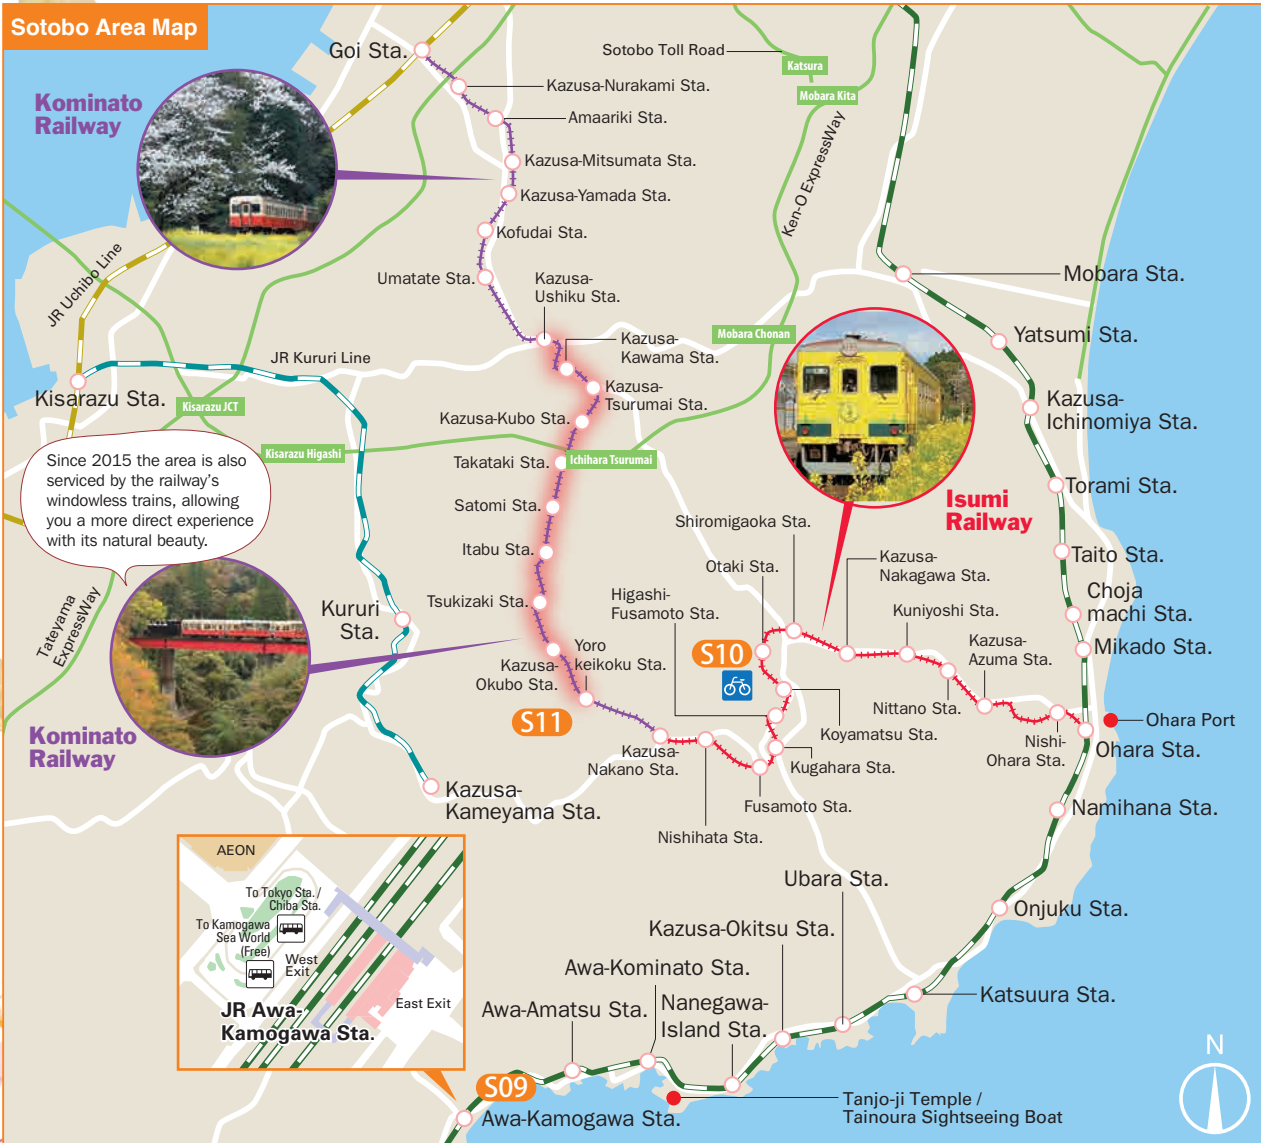 Sotobo Area Map
Goi Sta.
Sotobo Toll Road
Katsura
Mobara Kita
Kazusa-Nurakami Sta.
Kominato
Railway
Amaariki Sta.
Kazusa-Mitsumata Sta.
Kazusa-Yamada Sta.
Ken-O ExpressWay
Kofudai Sta.
JR Uchibo Line
Umatate Sta.
Kazusa-
Ushiku Sta.
Mobara Sta.
Mobara Chonan
Yatsumi Sta.
Kazusa-
Kawama Sta.
JR Kururi Line
Kisarazu Sta.
Kisarazu JCT
Kazusa-
Tsurumai Sta.
Kazusa-
Ichinomiya Sta.
Kazusa-Kubo Sta.
Kisarazu Higashi
Takataki Sta.
Ichihara Tsurumai
Since 2015 the area is also
serviced by the railway's
windowless trains, allowing
you a more direct experience
with its natural beauty.
Torami Sta.
Isumi
Railway
Satomi Sta.
Shiromigaoka Sta.
Itabu Sta.
Taito Sta.
Otaki Sta.
Kazusa-
Nakagawa Sta.
Tateyama
ExpressWay
Kururi
Sta.
Tsukizaki Sta.
Higashi-
Fusamoto Sta.
Kuniyoshi Sta.
Choja
machi Sta.
Kazusa-
Azuma Sta.
Mikado Sta.
S10
Yoro
keikoku Sta.
Kazusa-
Okubo Sta.
S11
Nittano Sta.
Ohara Port
Kominato
Railway
Koyamatsu Sta.
Nishi-
Ohara Sta.
Ohara Sta.
Kazusa-
Nakano Sta.
Kugahara Sta.
Kazusa-
Kameyama Sta.
Fusamoto Sta.
Namihana Sta.
Nishihata Sta.
AEON
To Tokyo Sta. /
Chiba Sta.
To Kamogawa
Sea World
(Free)
West
Exit
East Exit
JR Awa-
Kamogawa Sta.
Ubara Sta.
Onjuku Sta.
Kazusa-Okitsu Sta.
Awa-Kominato Sta.
Katsuura Sta.
Awa-Amatsu Sta.
Nanegawa-
Island Sta.
N
S09
Awa-Kamogawa Sta.
Tanjo-ji Temple /
Tainoura Sightseeing Boat